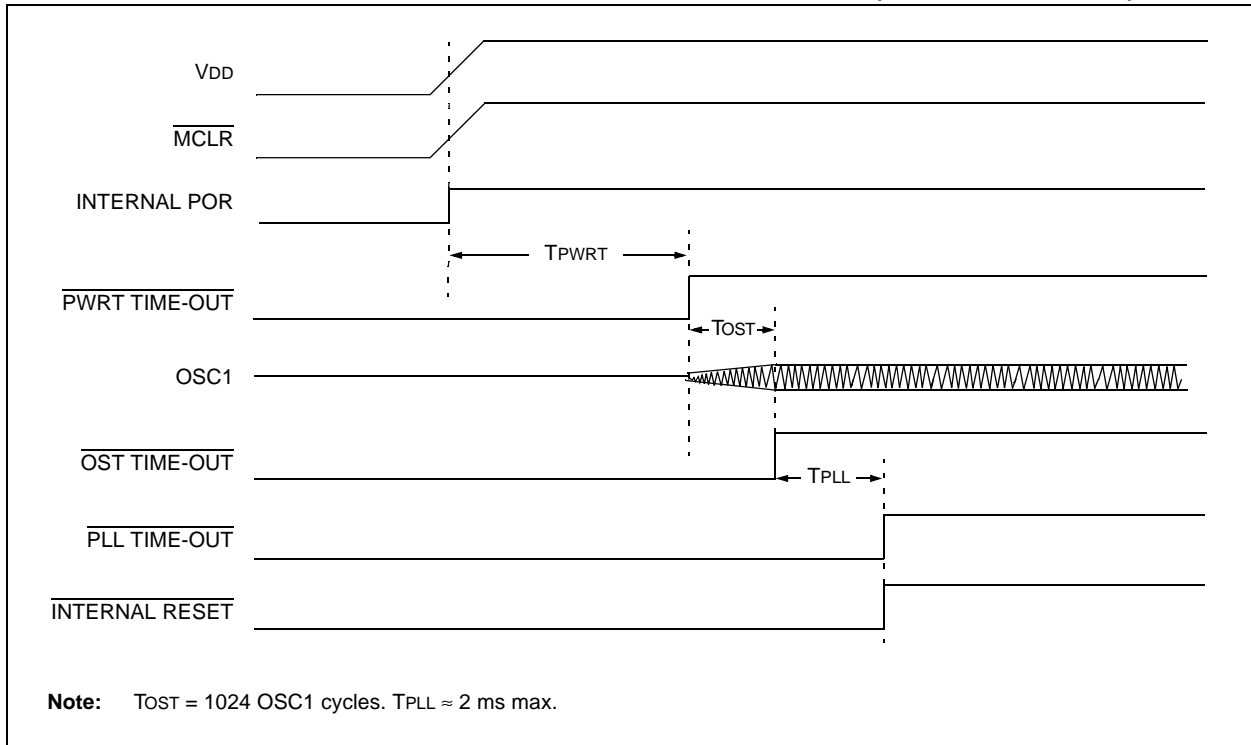 VDD
MCLR
INTERNAL POR
TPWRT
PWRT TIME-OUT
TOST
OSC1
OST TIME-OUT
TPLL
PLL TIME-OUT
INTERNAL RESET
Note: TOST = 1024 OSC1 cycles. TPLL ≈ 2 ms max.